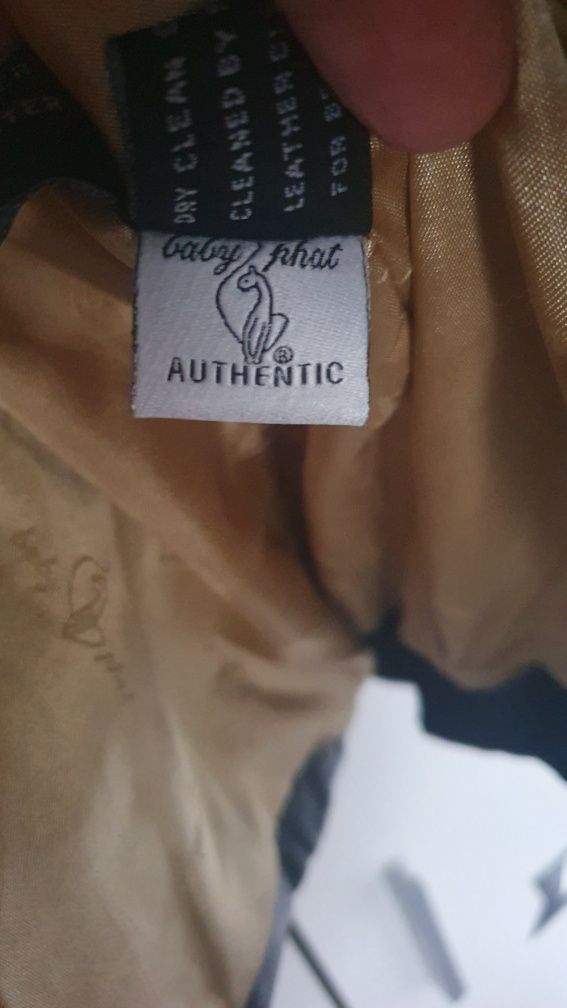 DRY CLEAN
CLEANED BY
LEATHER
FOR
baby phat
®
AUTHENTIC